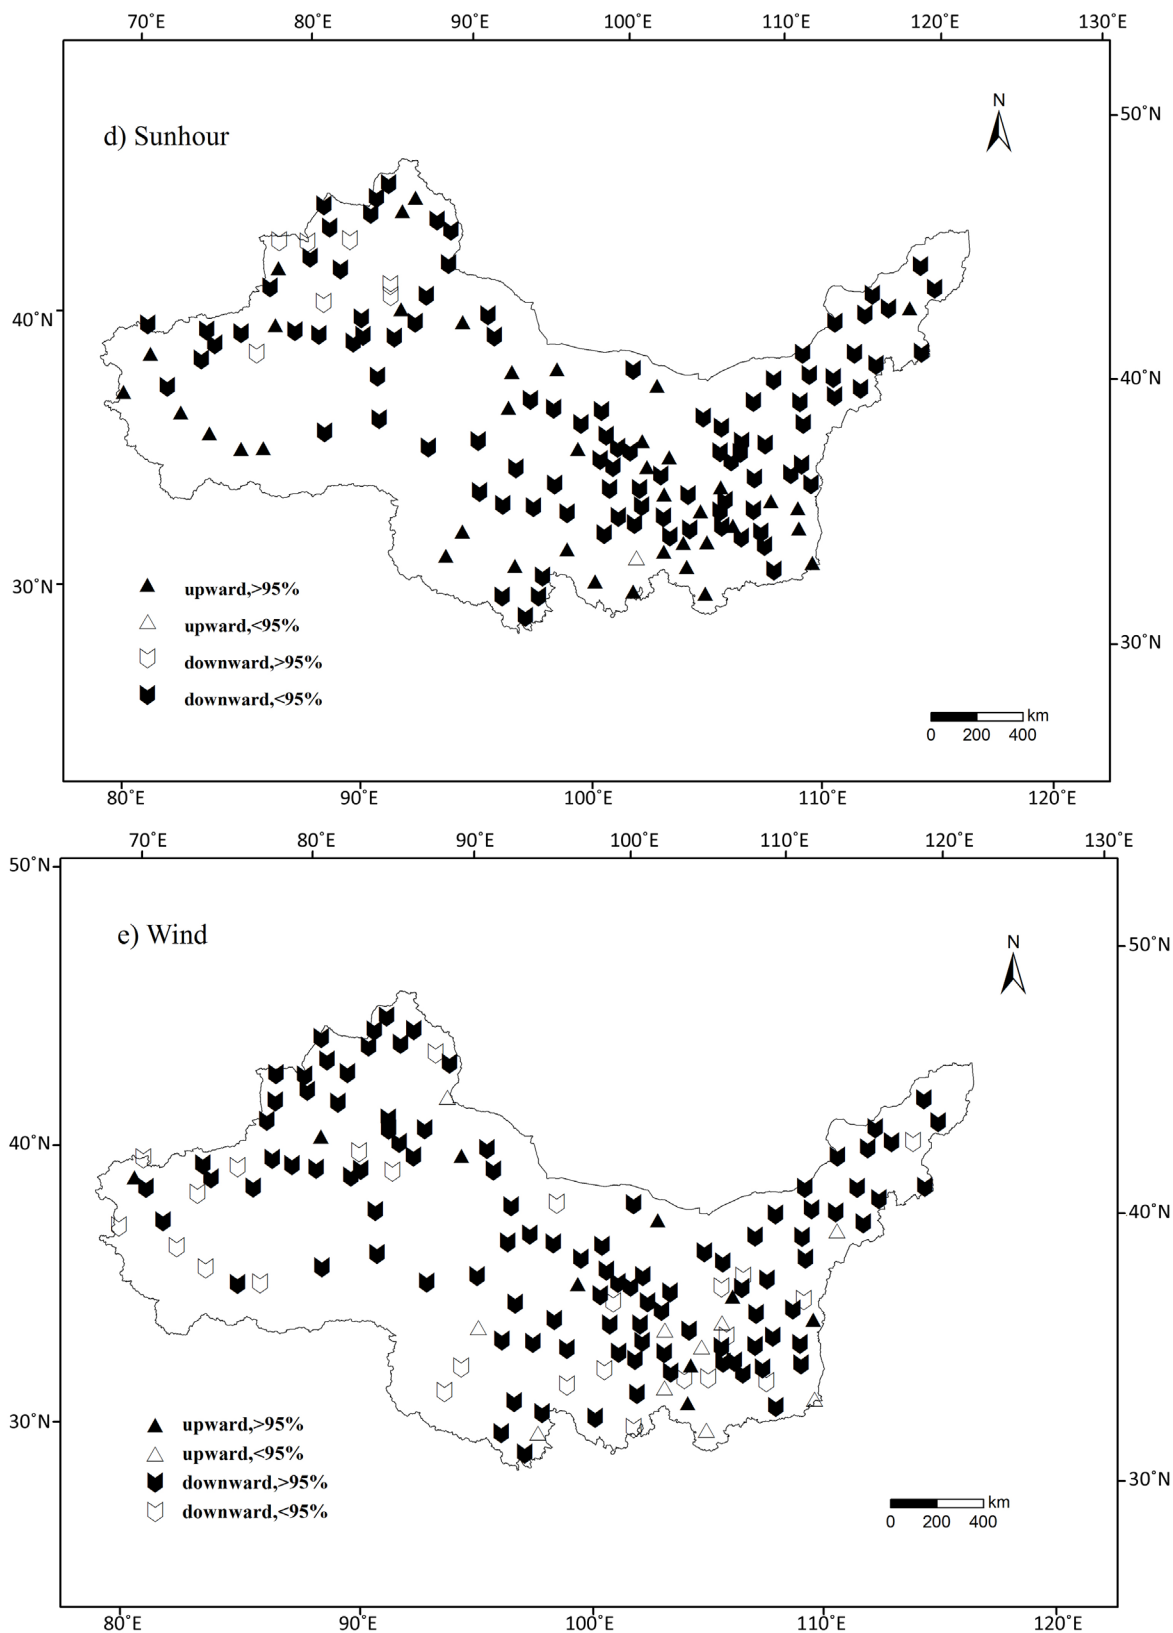 70˚E 80˚E 90˚E 100˚E 110˚E 120˚E 130˚E
N
50˚N
d) Sunhour
40˚N
40˚N
30˚N
upward,>95%
upward,<95%
30˚N
downward,>95%
downward,<95%
km
0 200 400
80˚E 90˚E 100˚E 110˚E 120˚E
70˚E 80˚E 90˚E 100˚E 110˚E 120˚E 130˚E
50˚N
e) Wind
N
50˚N
40˚N
40˚N
30˚N
upward,>95%
upward,<95%
downward,>95%
30˚N
downward,<95%
km
0 200 400
80˚E 90˚E 100˚E 110˚E 120˚E